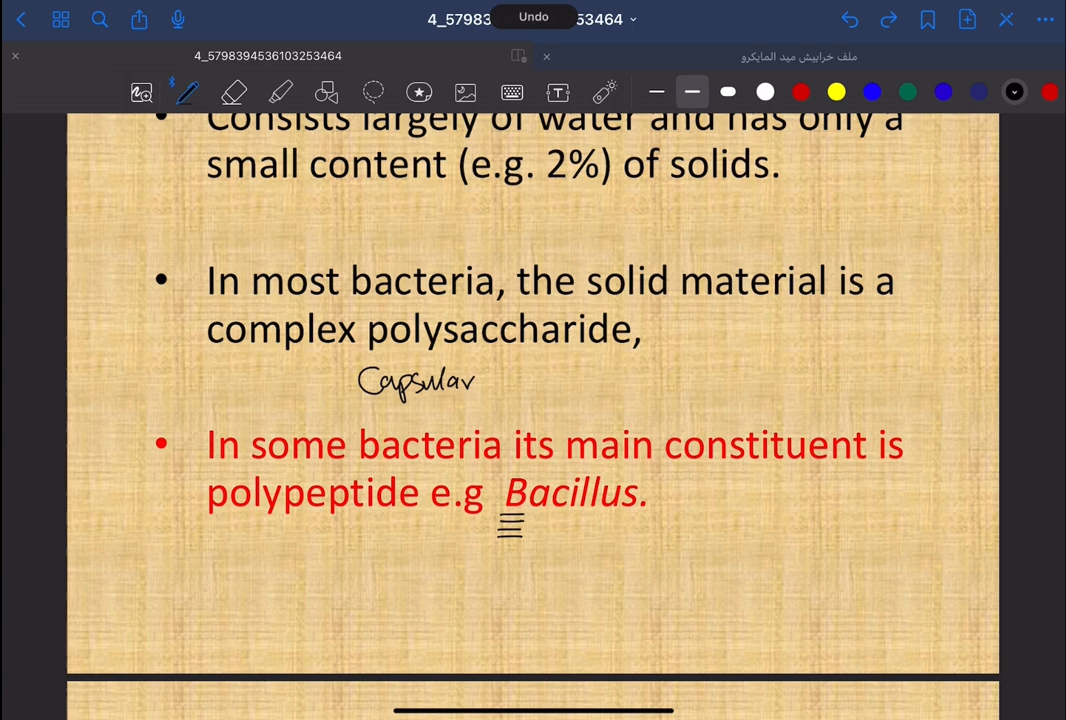 4_57983
Undo
53464
4_5798394536103253464
ملف خرابيش ميد المايكرو
Consists largely of water and has only a
small content (e.g. 2%) of solids.
• In most bacteria, the solid material is a
complex polysaccharide,
Capsular
• In some bacteria its main constituent is
polypeptide e.g Bacillus.